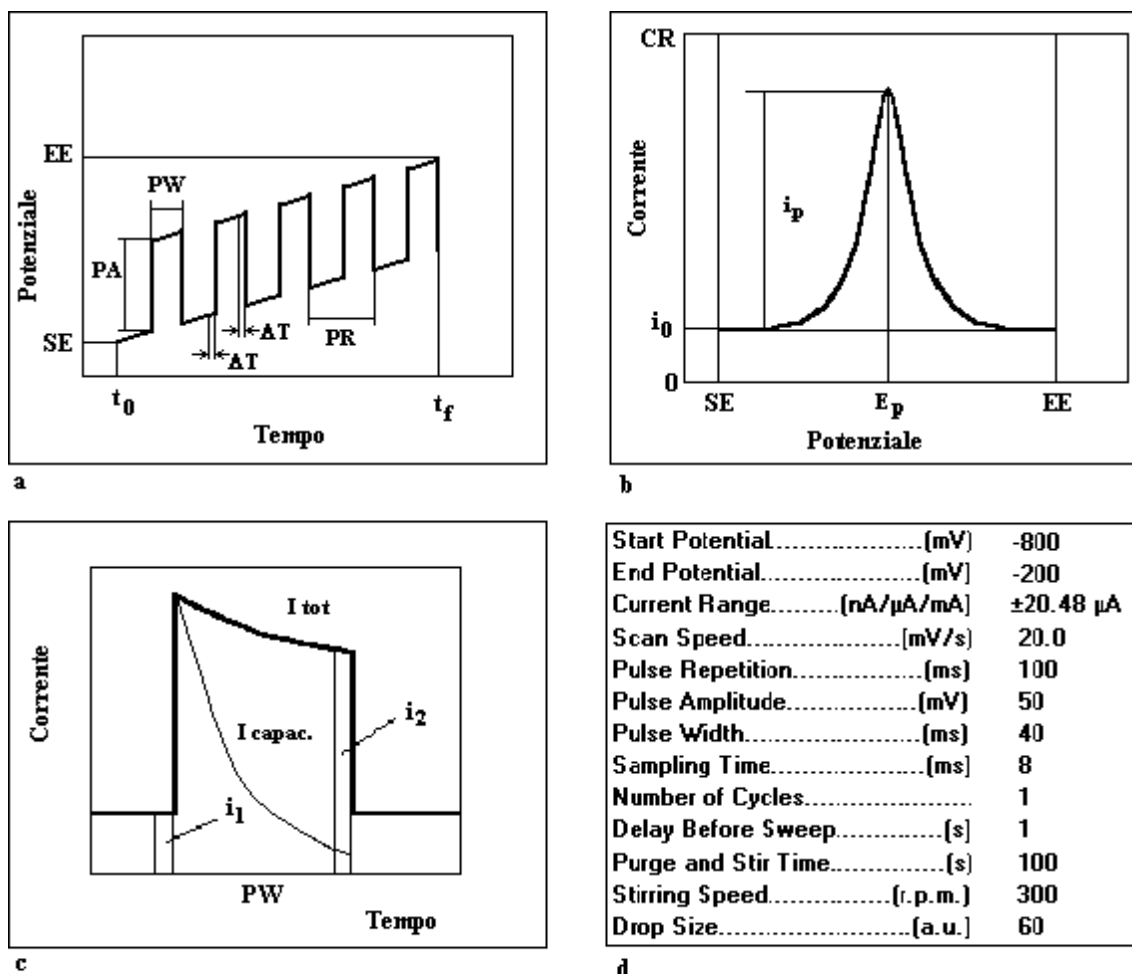 EE
PW
Potenziale
PA
SE
ΔT
PR
ΔT
t0
tf
Tempo
a
CR
Corrente
ip
i0
0
SE
Ep
EE
Potenziale
b
I tot
Corrente
I capac.
i2
i1
PW
Tempo
c
Start Potential....................(mV) -800
End Potential.....................(mV) -200
Current Range.........(nA/µA/mA) ±20.48 µA
Scan Speed.....................(mV/s) 20.0
Pulse Repetition..................(ms) 100
Pulse Amplitude..................(mV) 50
Pulse Width.........................(ms) 40
Sampling Time....................(ms) 8
Number of Cycles..................... 1
Delay Before Sweep.............(s) 1
Purge and Stir Time...............(s) 100
Stirring Speed...................(r.p.m.) 300
Drop Size...........................(a.u.) 60
d